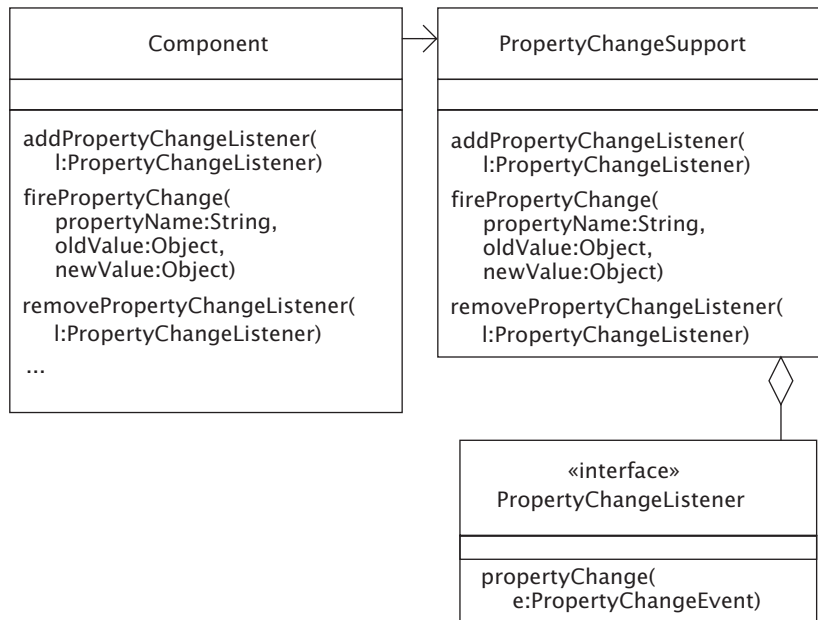 Component
addPropertyChangeListener(
l:PropertyChangeListener)
firePropertyChange(
propertyName:String,
oldValue:Object,
newValue:Object)
removePropertyChangeListener(
l:PropertyChangeListener)
...
PropertyChangeSupport
addPropertyChangeListener(
l:PropertyChangeListener)
firePropertyChange(
propertyName:String,
oldValue:Object,
newValue:Object)
removePropertyChangeListener(
l:PropertyChangeListener)
«interface»
PropertyChangeListener
propertyChange(
e:PropertyChangeEvent)